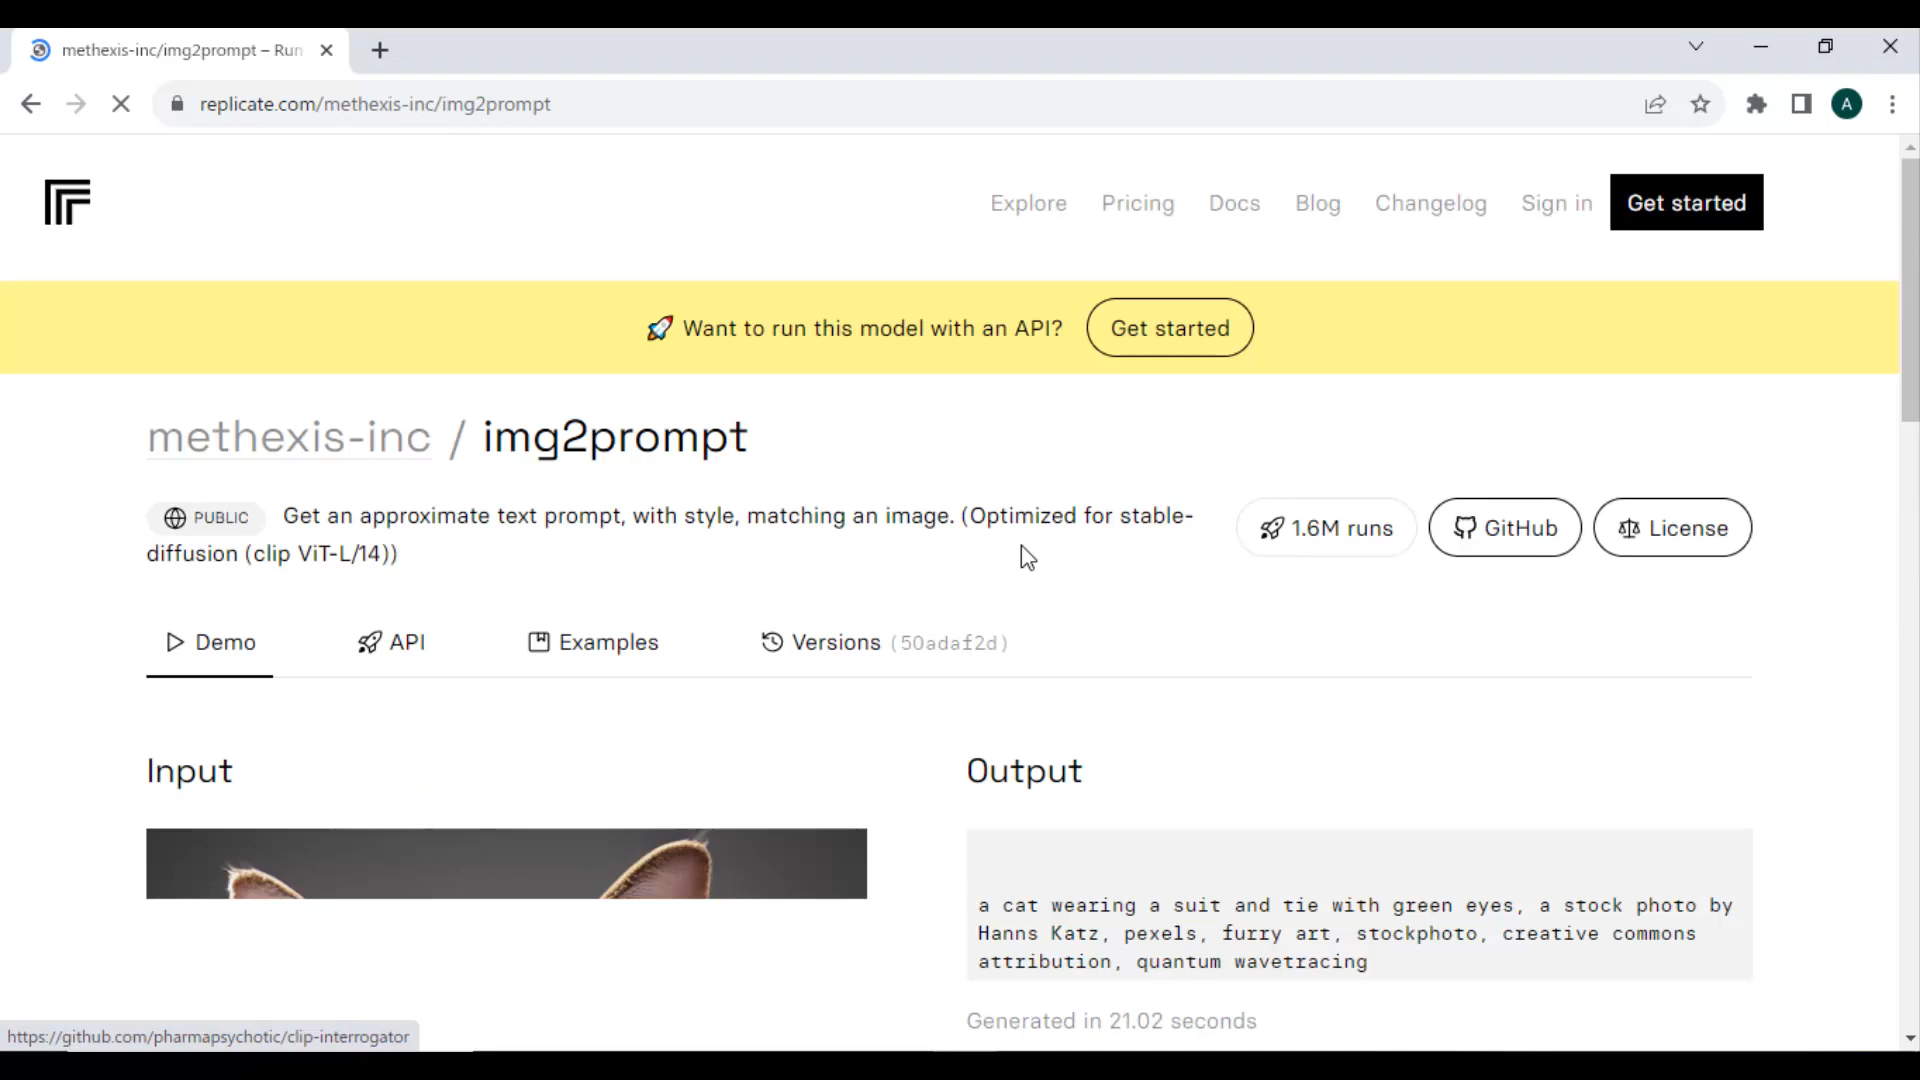 methexis-inc/img2prompt – Run
replicate.com/methexis-inc/img2prompt
A
Explore
Pricing
Docs
Blog
Changelog
Sign in
Get started
🚀 Want to run this model with an API?
Get started
methexis-inc / img2prompt
PUBLIC
Get an approximate text prompt, with style, matching an image. (Optimized for stable-
diffusion (clip ViT-L/14))
1.6M runs
GitHub
License
Demo
API
Examples
Versions (50adaf2d)
Input
Output
a cat wearing a suit and tie with green eyes, a stock photo by
Hanns Katz, pexels, furry art, stockphoto, creative commons
attribution, quantum wavetracing
Generated in 21.02 seconds
https://github.com/pharmapsychotic/clip-interrogator